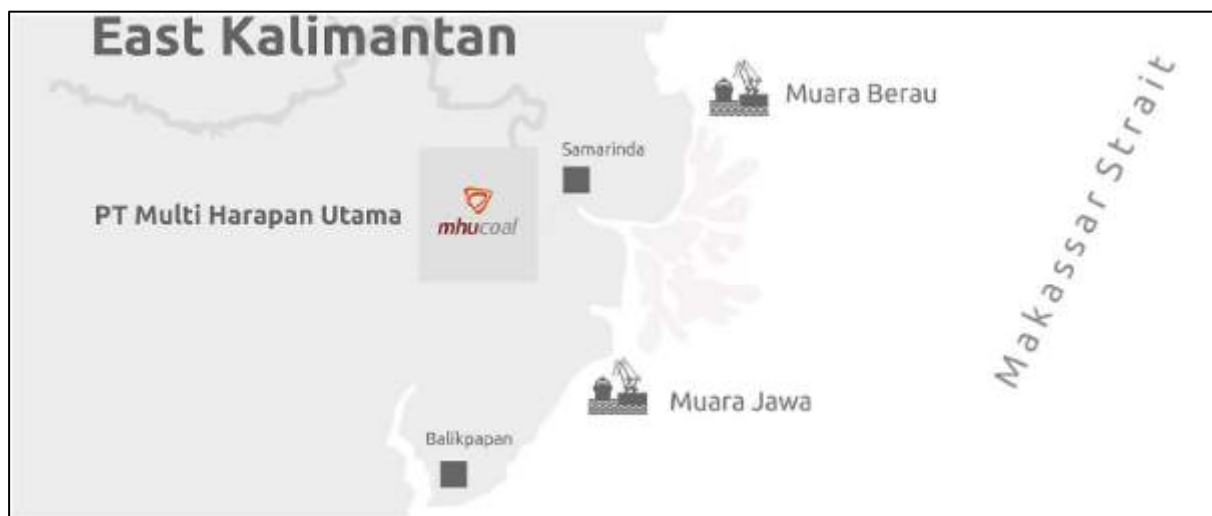 East Kalimantan
Muara Berau
Samarinda
PT Multi Harapan Utama
mhucoal
Makassar Strait
Muara Jawa
Balikpapan